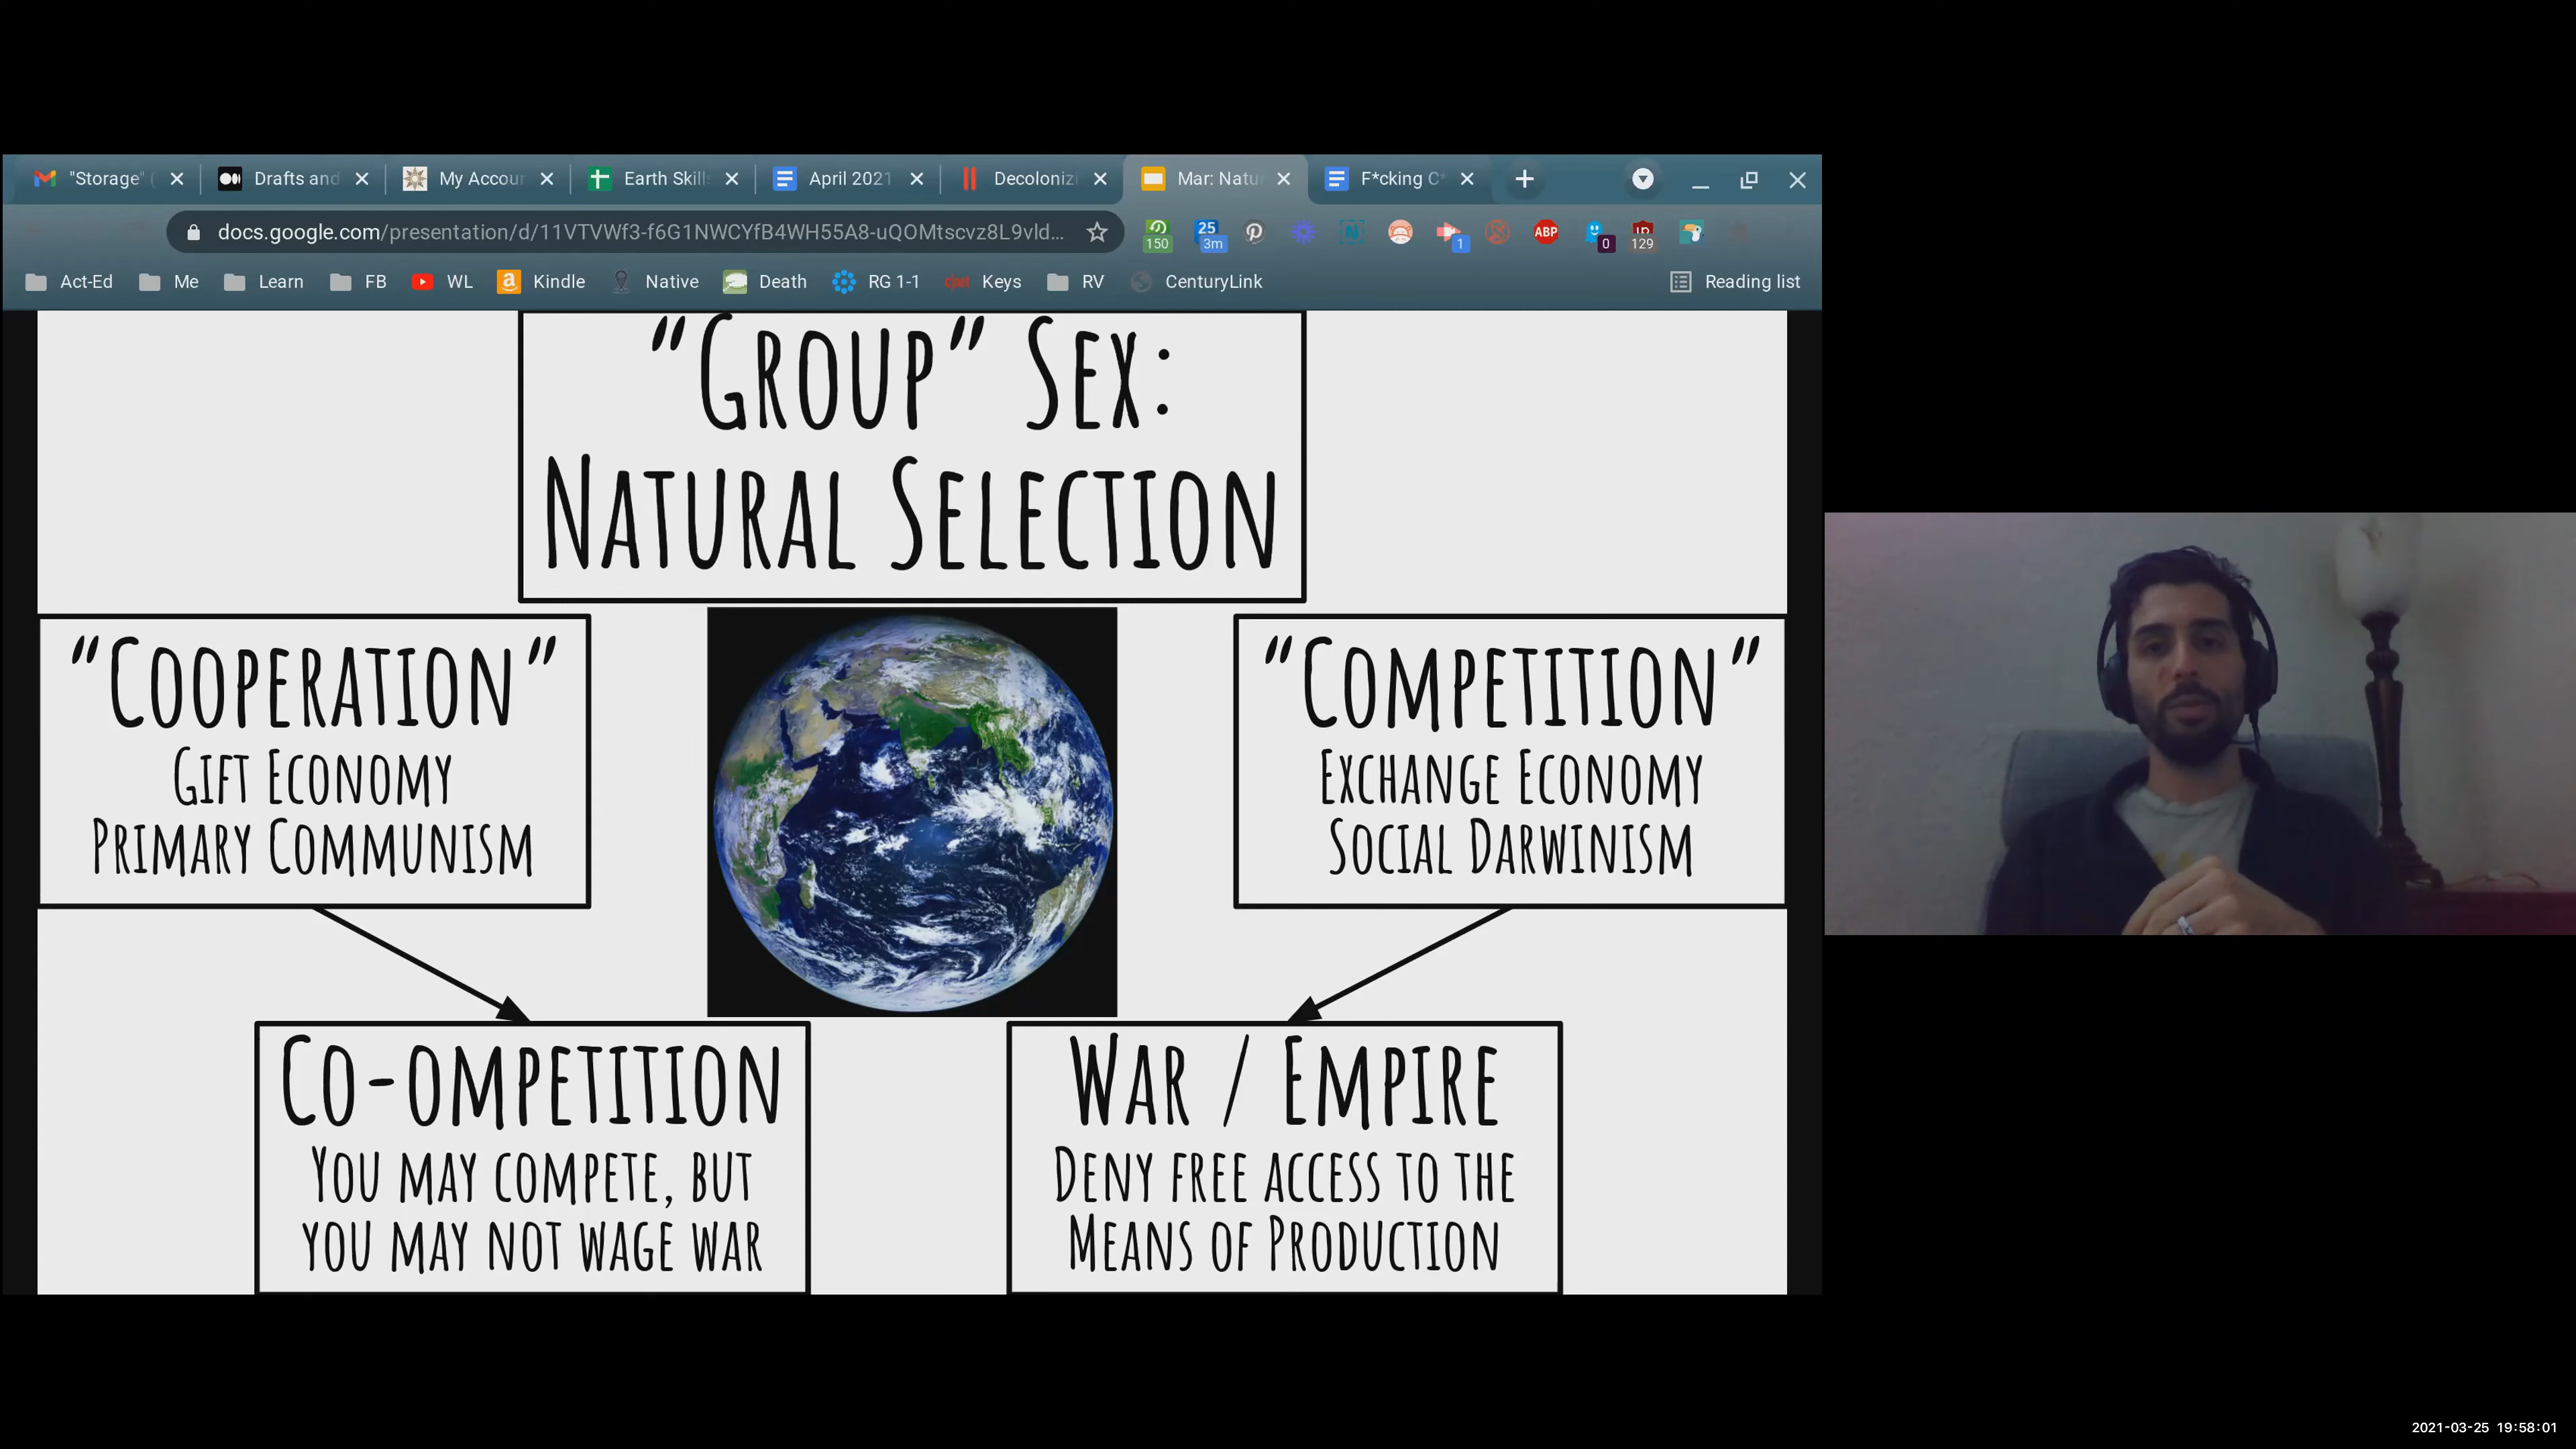 "Storage" (
Drafts and
My Accou
Earth Skill
April 2021
Decoloniz
Mar: Natu
F*cking C*
docs.google.com/presentation/d/11VTVWf3-f6G1NWCYfB4WH55A8-uQOMtscvz8L9vld...
150
25
3m
1
ABP
0
129
Act-Ed
Me
Learn
FB
WL
Kindle
Native
Death
RG 1-1
Keys
RV
CenturyLink
Reading list
"GROUP" SEX:
NATURAL SELECTION
"COOPERATION"
GIFT ECONOMY
PRIMARY COMMUNISM
"COMPETITION"
EXCHANGE ECONOMY
SOCIAL DARWINISM
CO-OMPETITION
YOU MAY COMPETE, BUT
YOU MAY NOT WAGE WAR
WAR / EMPIRE
DENY FREE ACCESS TO THE
MEANS OF PRODUCTION
2021-03-25 19:58:01